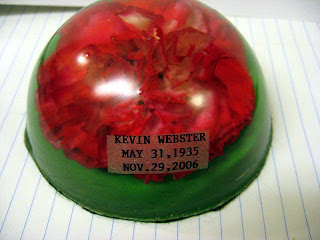 KEVIN WEBSTER
MAY 31,1935
NOV.29,2006